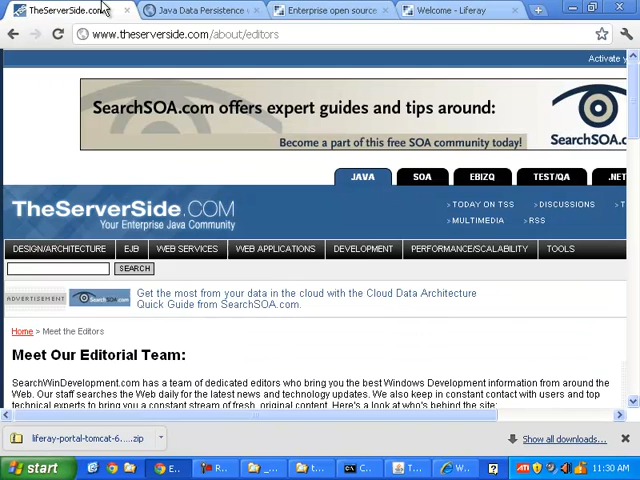 TheServerSide.com
Java Data Persistence
Enterprise open source
Welcome - Liferay
www.theserverside.com/about/editors
Activate y
SearchSOA.com offers expert guides and tips around:
Become a part of this free SOA community today!
SearchSOA.
JAVA
SOA
EBIZQ
TEST/QA
.NET
TheServerSide.COM
Your Enterprise Java Community
> TODAY ON TSS
> DISCUSSIONS
> T
> MULTIMEDIA
> RSS
DESIGN/ARCHITECTURE
EJB
WEB SERVICES
WEB APPLICATIONS
DEVELOPMENT
PERFORMANCE/SCALABILITY
TOOLS
SEARCH
ADVERTISEMENT
Get the most from your data in the cloud with the Cloud Data Architecture
Quick Guide from SearchSOA.com.
Home > Meet the Editors
Meet Our Editorial Team:
SearchWinDevelopment.com has a team of dedicated editors who bring you the best Windows Development information from around the
Web. Our staff searches the Web daily for the latest news and technology updates. We also keep in constant contact with users and top
technical experts to bring you a constant stream of fresh, original content. Here's a look at who's behind the site:
liferay-portal-tomcat-6.....zip
Show all downloads...
start
E...
R...
_...
t...
C...
T...
W...
ATI
11:30 AM